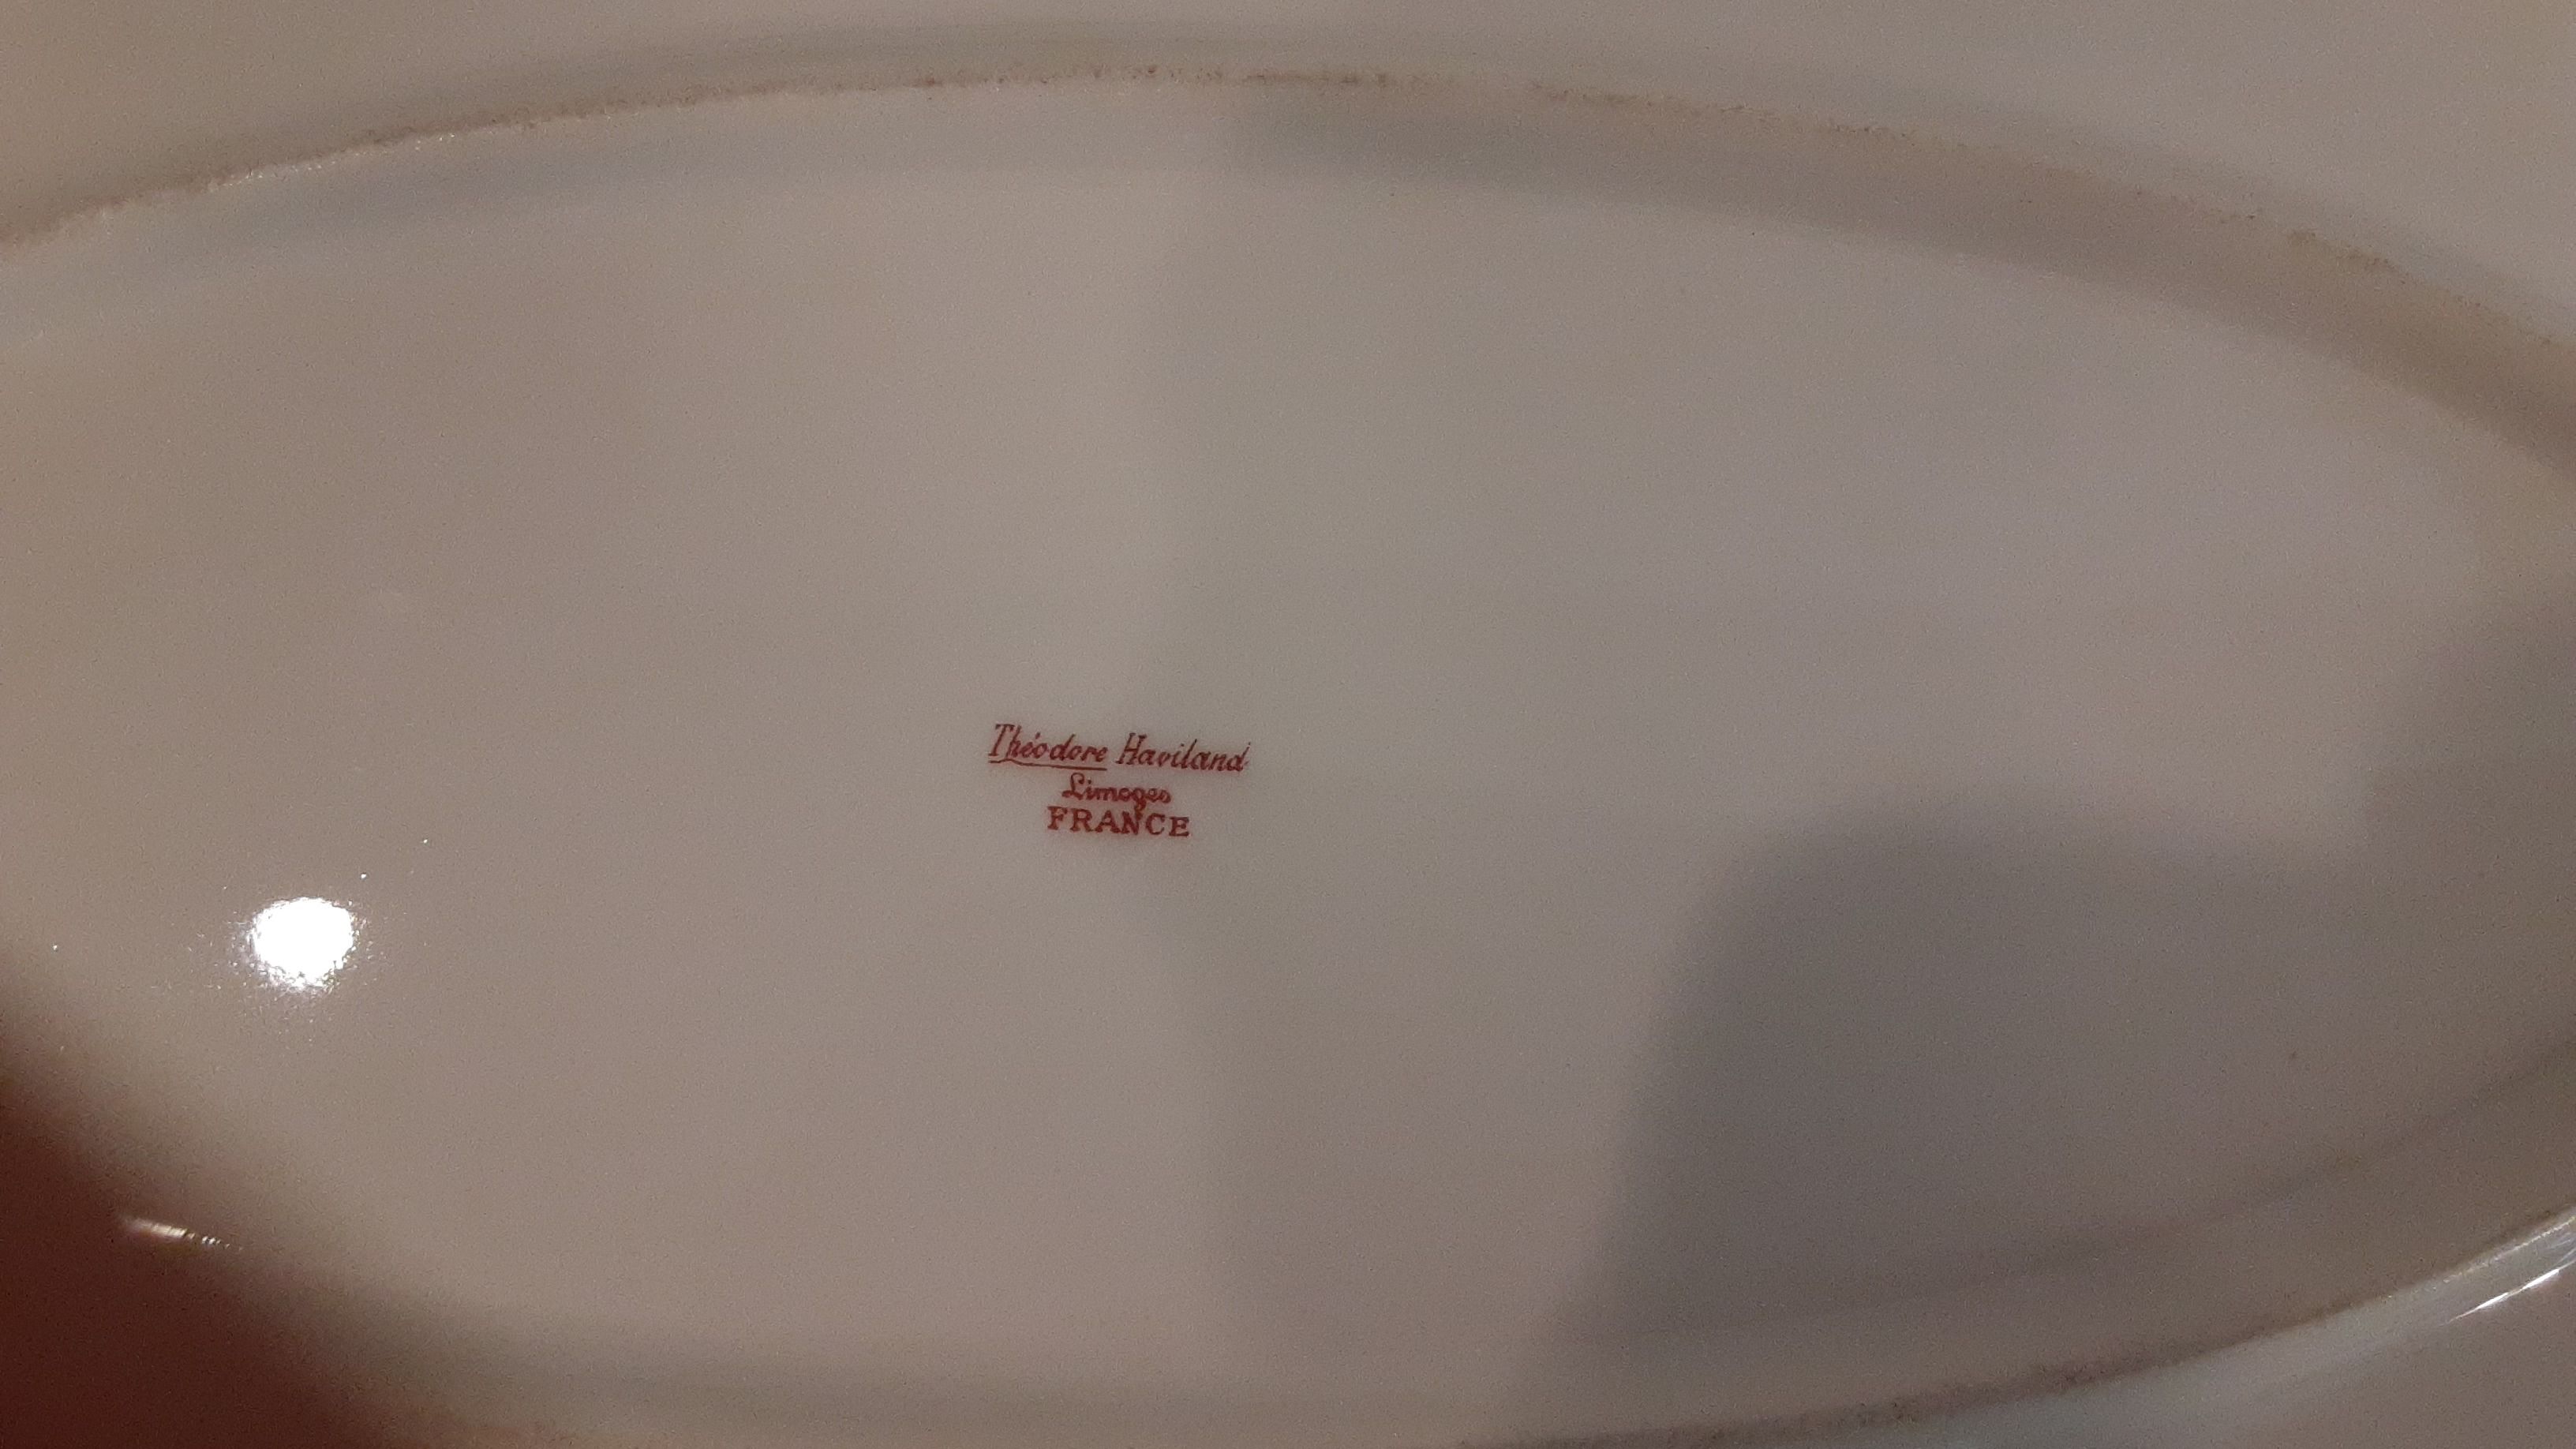 Théodore Haviland
Limoges
FRANCE